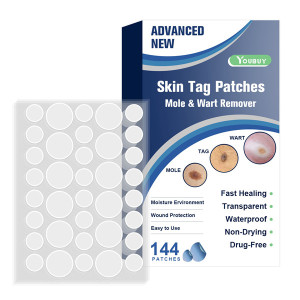 ADVANCED
NEW
YOUBUY
Skin Tag Patches
Mole & Wart Remover
WART
TAG
MOLE
Fast Healing
Transparent
Waterproof
Non-Drying
Drug-Free
Moisture Environment
Wound Protection
Easy to Use
144
PATCHES